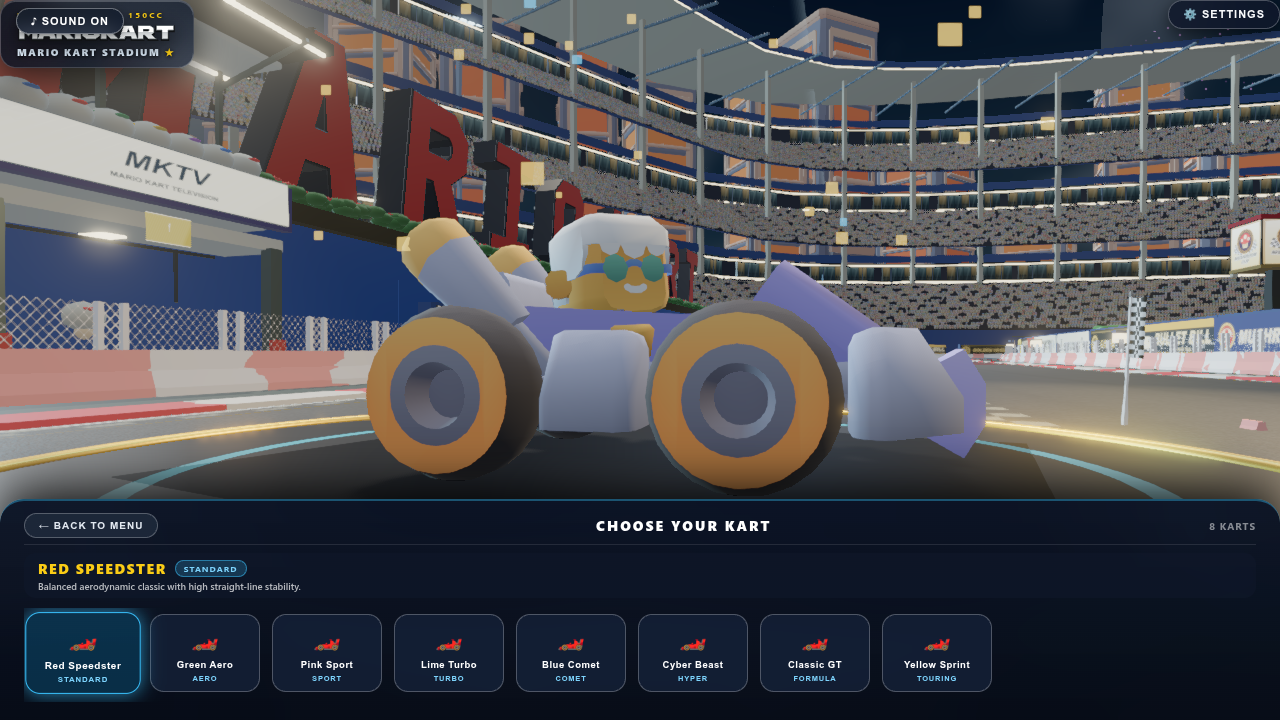 ♪ SOUND ON
150CC
MARIOKART
MARIO KART STADIUM ★
SETTINGS
MKTV
MARIO KART TELEVISION
← BACK TO MENU
CHOOSE YOUR KART
8 KARTS
RED SPEEDSTER
STANDARD
Balanced aerodynamic classic with high straight-line stability.
Red Speedster
STANDARD
Green Aero
AERO
Pink Sport
SPORT
Lime Turbo
TURBO
Blue Comet
COMET
Cyber Beast
HYPER
Classic GT
FORMULA
Yellow Sprint
TOURING